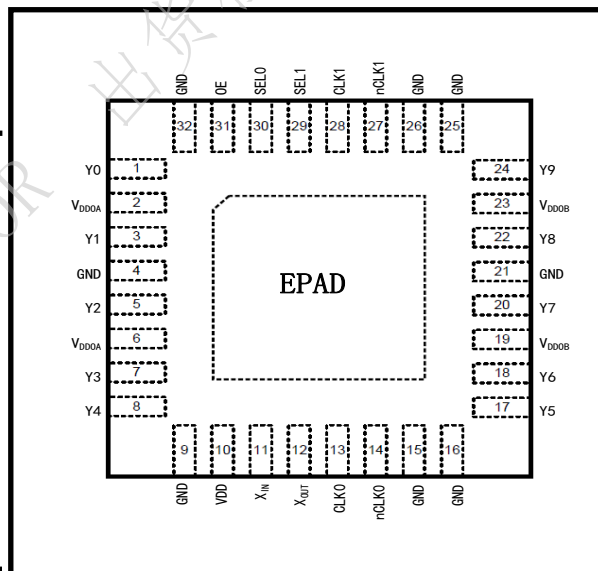 出货
OR
GND OE SEL0 SEL1 CLK1 nCLK1 GND GND
32 31 30 29 28 27 26 25
Y0 1 24 Y9
VDDOA 2 23 VDDOB
Y1 3 22 Y8
GND 4 21 GND
EPAD
Y2 5 20 Y7
VDDOA 6 19 VDDOB
Y3 7 18 Y6
Y4 8 17 Y5
9 10 11 12 13 14 15 16
GND VDD XIN XOUT CLK0 nCLK0 GND GND